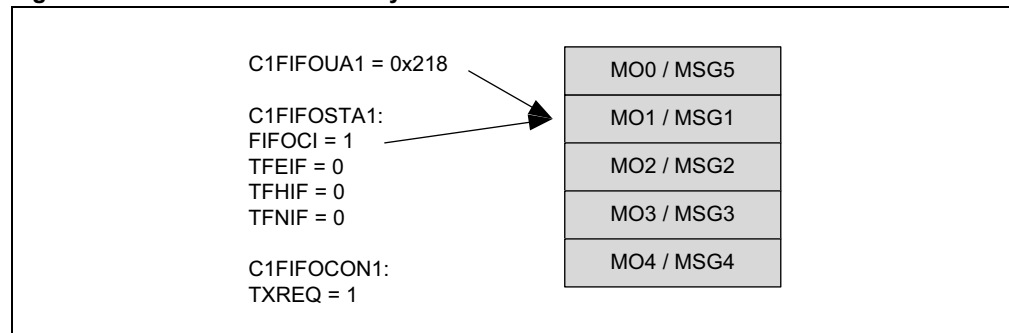 C1FIFOUA1 = 0x218
C1FIFOSTA1:
FIFOCI = 1
TFEIF = 0
TFHIF = 0
TFNIF = 0
C1FIFOCON1:
TXREQ = 1
MO0 / MSG5
MO1 / MSG1
MO2 / MSG2
MO3 / MSG3
MO4 / MSG4